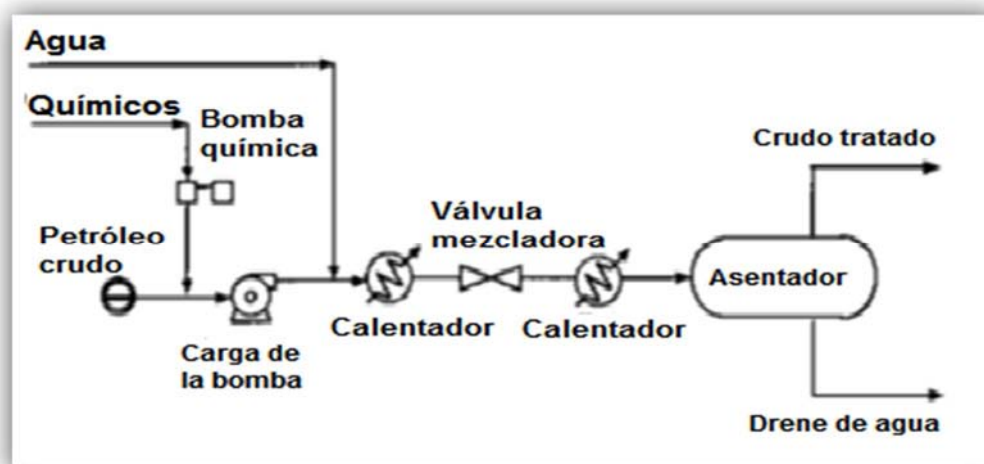 Agua
Químicos
Bomba
química
Petróleo
crudo
Carga de
la bomba
Calentador
Válvula
mezcladora
Calentador
Asentador
Crudo tratado
Drene de agua